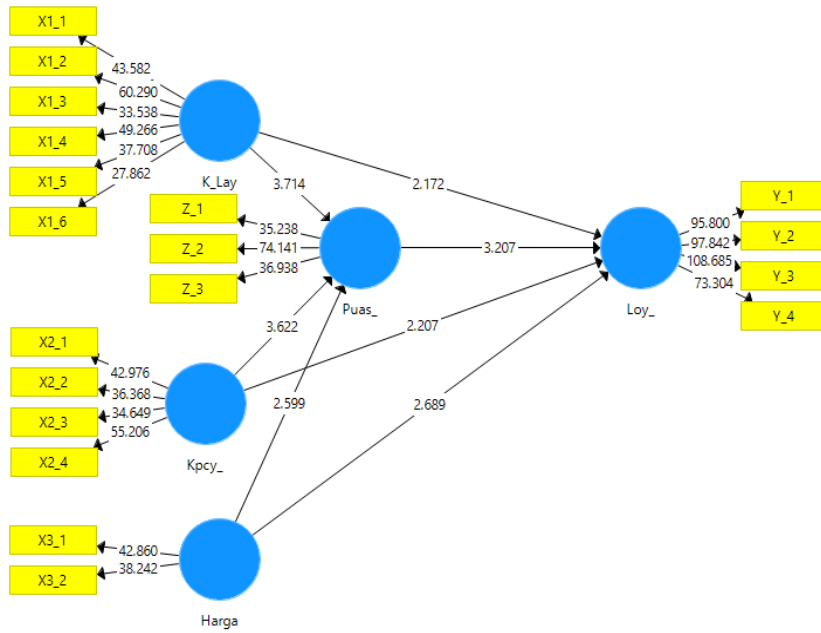 X1_1
X1_2
X1_3
X1_4
X1_5
X1_6
43.582
60.290
33.538
49.266
37.708
27.862
K_Lay
3.714
2.172
Z_1
Z_2
Z_3
35.238
74.141
36.938
Puas_
3.207
Y_1
Y_2
Y_3
Y_4
95.800
97.842
108.685
73.304
Loy_
X2_1
X2_2
X2_3
X2_4
42.976
36.368
34.649
55.206
Kpcy_
3.622
2.207
2.599
2.689
X3_1
X3_2
42.860
38.242
Harga